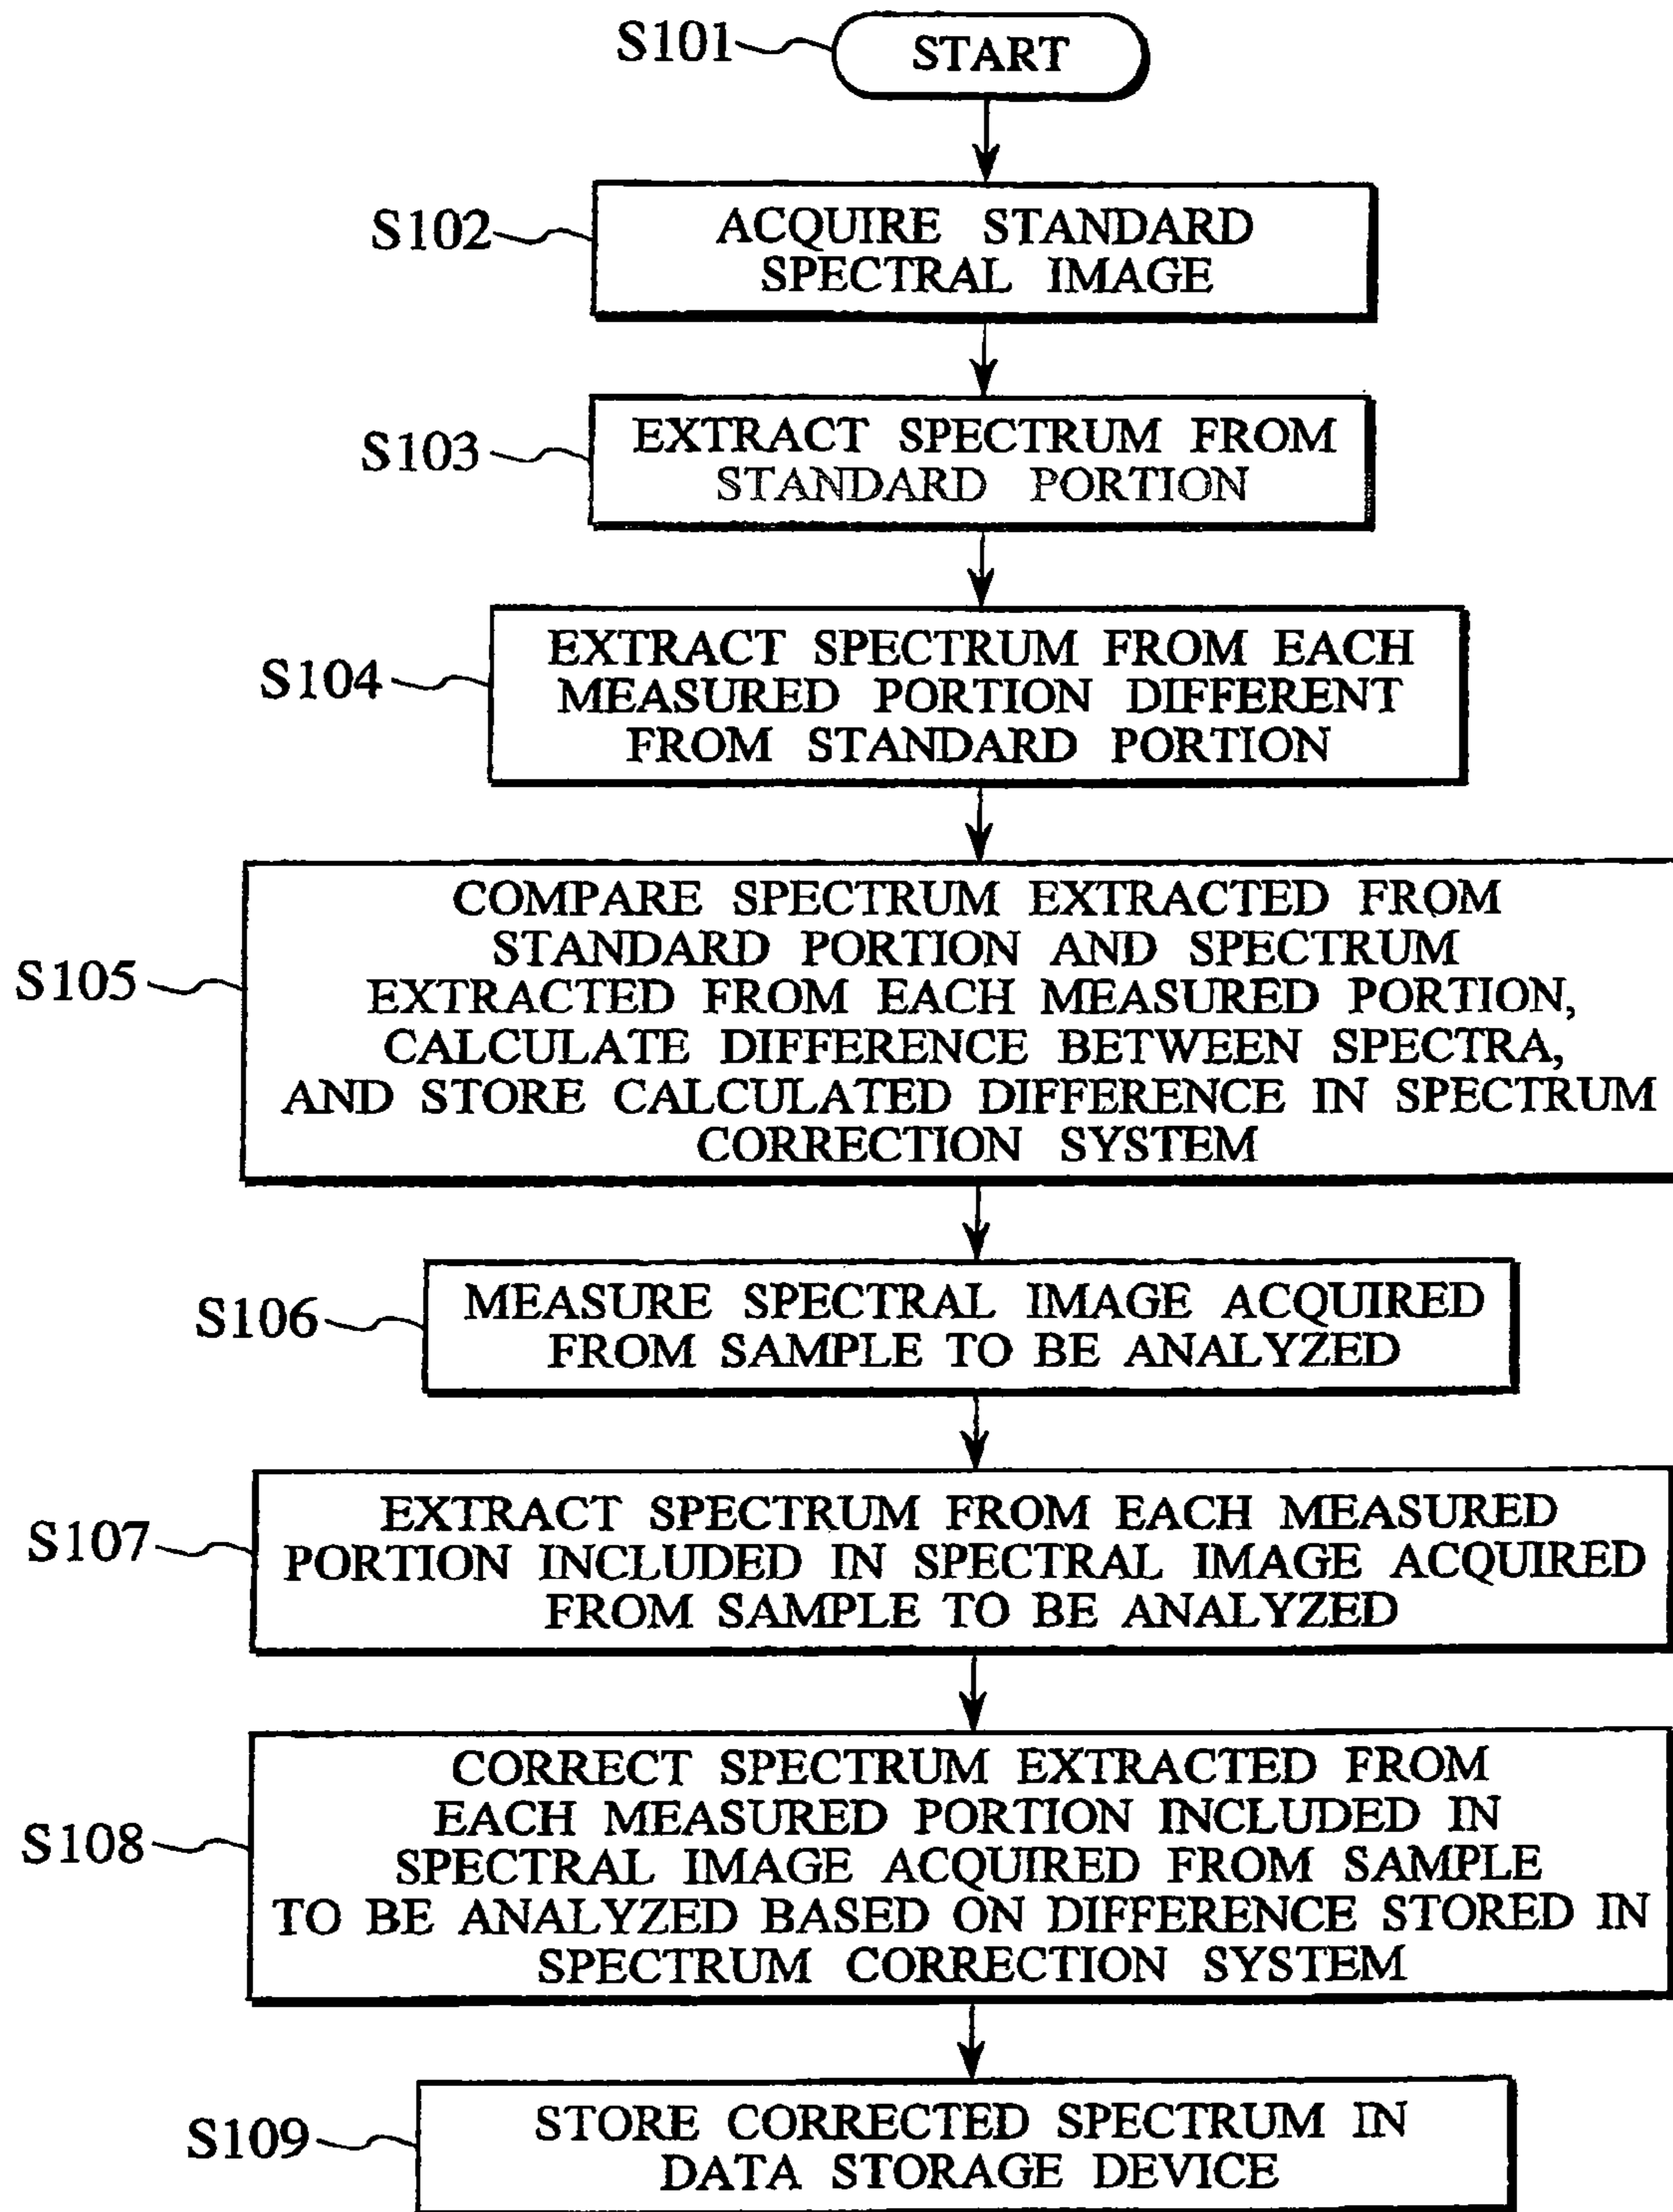 S101
START
S102
ACQUIRE STANDARD
SPECTRAL IMAGE
S103
EXTRACT SPECTRUM FROM
STANDARD PORTION
S104
EXTRACT SPECTRUM FROM EACH
MEASURED PORTION DIFFERENT
FROM STANDARD PORTION
S105
COMPARE SPECTRUM EXTRACTED FROM
STANDARD PORTION AND SPECTRUM
EXTRACTED FROM EACH MEASURED PORTION,
CALCULATE DIFFERENCE BETWEEN SPECTRA,
AND STORE CALCULATED DIFFERENCE IN SPECTRUM
CORRECTION SYSTEM
S106
MEASURE SPECTRAL IMAGE ACQUIRED
FROM SAMPLE TO BE ANALYZED
S107
EXTRACT SPECTRUM FROM EACH MEASURED
PORTION INCLUDED IN SPECTRAL IMAGE ACQUIRED
FROM SAMPLE TO BE ANALYZED
S108
CORRECT SPECTRUM EXTRACTED FROM
EACH MEASURED PORTION INCLUDED IN
SPECTRAL IMAGE ACQUIRED FROM SAMPLE
TO BE ANALYZED BASED ON DIFFERENCE STORED IN
SPECTRUM CORRECTION SYSTEM
S109
STORE CORRECTED SPECTRUM IN
DATA STORAGE DEVICE